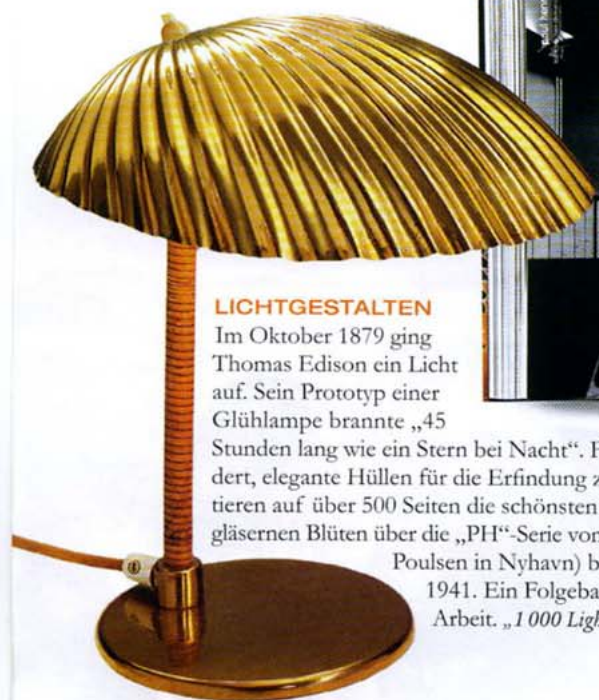 LICHTGESTALTEN
Im Oktober 1879 ging
Thomas Edison ein Licht
auf. Sein Prototyp einer
Glühlampe brannte „45
Stunden lang wie ein Stern bei Nacht“.
dert, elegante Hüllen für die Erfindung
tieren auf über 500 Seiten die schönsten
gläsernen Blüten über die „PH“-Serie von
Poulsen in Nyhavn)
1941. Ein Folgeba
Arbeit. „1000 Ligh